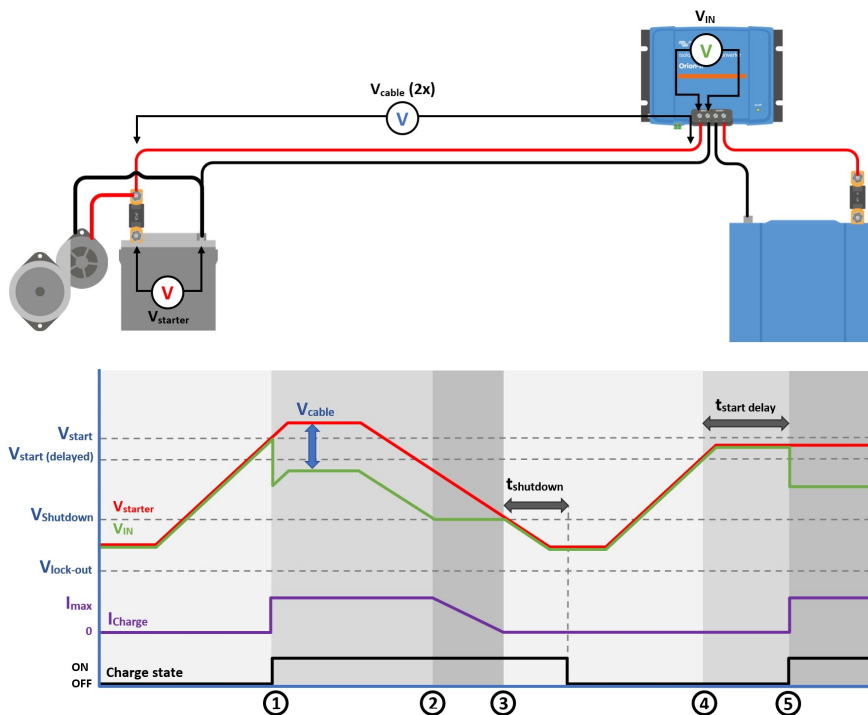 VIN
V
Orion-
Vcable (2x)
V
V
Vstarter
Vcable
tstart delay
Vstart
Vstart (delayed)
tshutdown
Vstarter
VShutdown
VIN
Vlock-out
Imax
ICharge
0
ON
Charge state
OFF
1 2 3 4 5